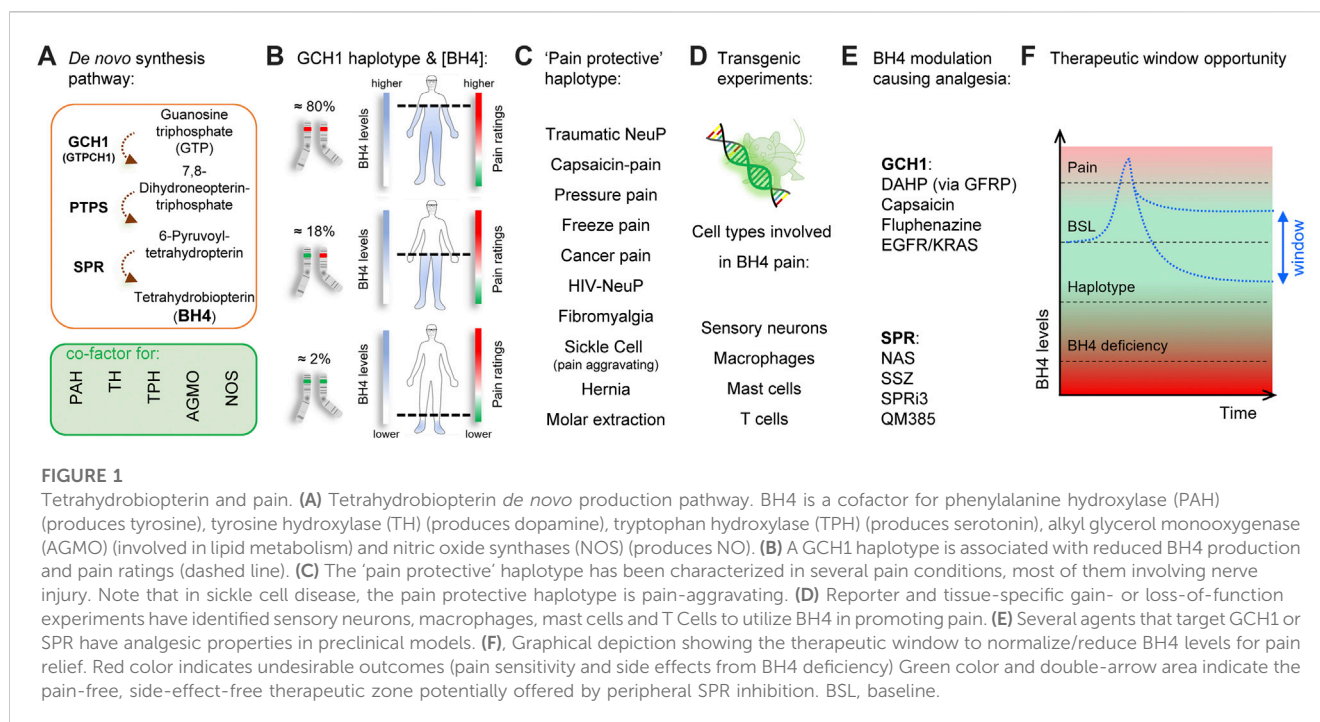 A De novo synthesis
pathway:
GCH1
(GTPCH1)
PTPS
SPR
Guanosine
triphosphate
(GTP)
7,8-
Dihydroneopterin-
triphosphate
6-Pyruvoyl-
tetrahydropterin
Tetrahydrobiopterin
(BH4)
co-factor for:
PAH
TH
TPH
AGMO
NOS
B GCH1 haplotype & [BH4]:
≈ 80%
higher
higher
BH4 levels
Pain ratings
≈ 18%
BH4 levels
Pain ratings
≈ 2%
BH4 levels
Pain ratings
lower
lower
C 'Pain protective'
haplotype:
Traumatic NeuP
Capsaicin-pain
Pressure pain
Freeze pain
Cancer pain
HIV-NeuP
Fibromyalgia
Sickle Cell
(pain aggravating)
Hernia
Molar extraction
D Transgenic
experiments:
Cell types involved
in BH4 pain:
Sensory neurons
Macrophages
Mast cells
T cells
E BH4 modulation
causing analgesia:
GCH1:
DAHP (via GFRP)
Capsaicin
Fluphenazine
EGFR/KRAS
SPR:
NAS
SSZ
SPRi3
QM385
F Therapeutic window opportunity
BH4 levels
Pain
BSL
Haplotype
BH4 deficiency
window
Time
FIGURE 1
Tetrahydrobiopterin and pain. (A) Tetrahydrobiopterin de novo production pathway. BH4 is a cofactor for phenylalanine hydroxylase (PAH)
(produces tyrosine), tyrosine hydroxylase (TH) (produces dopamine), tryptophan hydroxylase (TPH) (produces serotonin), alkyl glycerol monooxygenase
(AGMO) (involved in lipid metabolism) and nitric oxide synthases (NOS) (produces NO). (B) A GCH1 haplotype is associated with reduced BH4 production
and pain ratings (dashed line). (C) The 'pain protective' haplotype has been characterized in several pain conditions, most of them involving nerve
injury. Note that in sickle cell disease, the pain protective haplotype is pain-aggravating. (D) Reporter and tissue-specific gain- or loss-of-function
experiments have identified sensory neurons, macrophages, mast cells and T Cells to utilize BH4 in promoting pain. (E) Several agents that target GCH1 or
SPR have analgesic properties in preclinical models. (F), Graphical depiction showing the therapeutic window to normalize/reduce BH4 levels for pain
relief. Red color indicates undesirable outcomes (pain sensitivity and side effects from BH4 deficiency) Green color and double-arrow area indicate the
pain-free, side-effect-free therapeutic zone potentially offered by peripheral SPR inhibition. BSL, baseline.